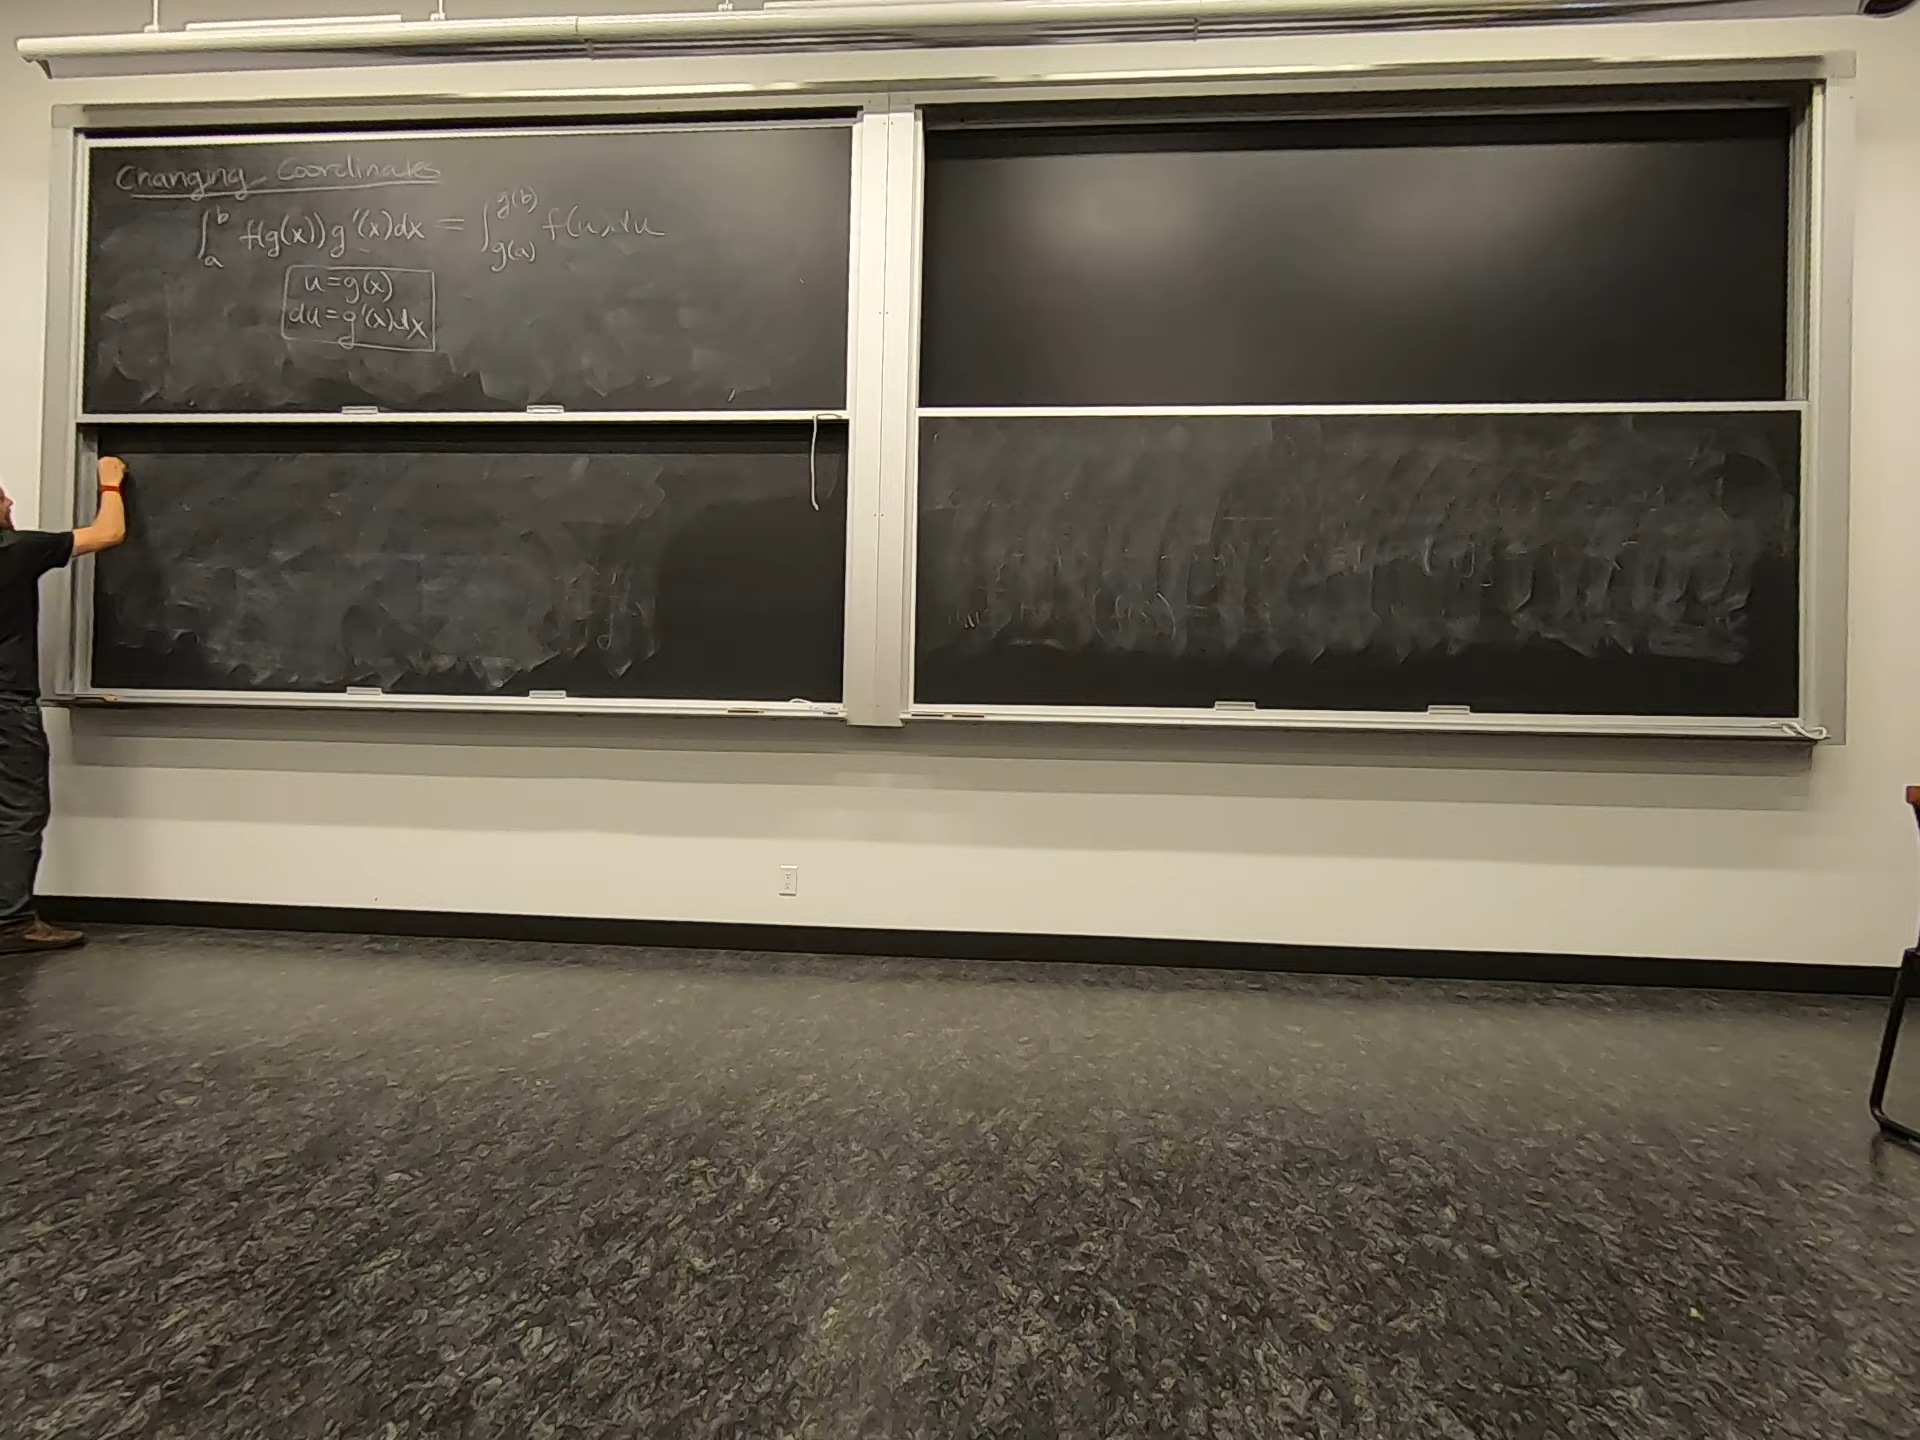 Changing Coordinates
∫_a^b f(g(x))g'(x)dx = ∫_{g(a)}^{g(b)} f(u)du
u=g(x)
du=g'(x)dx